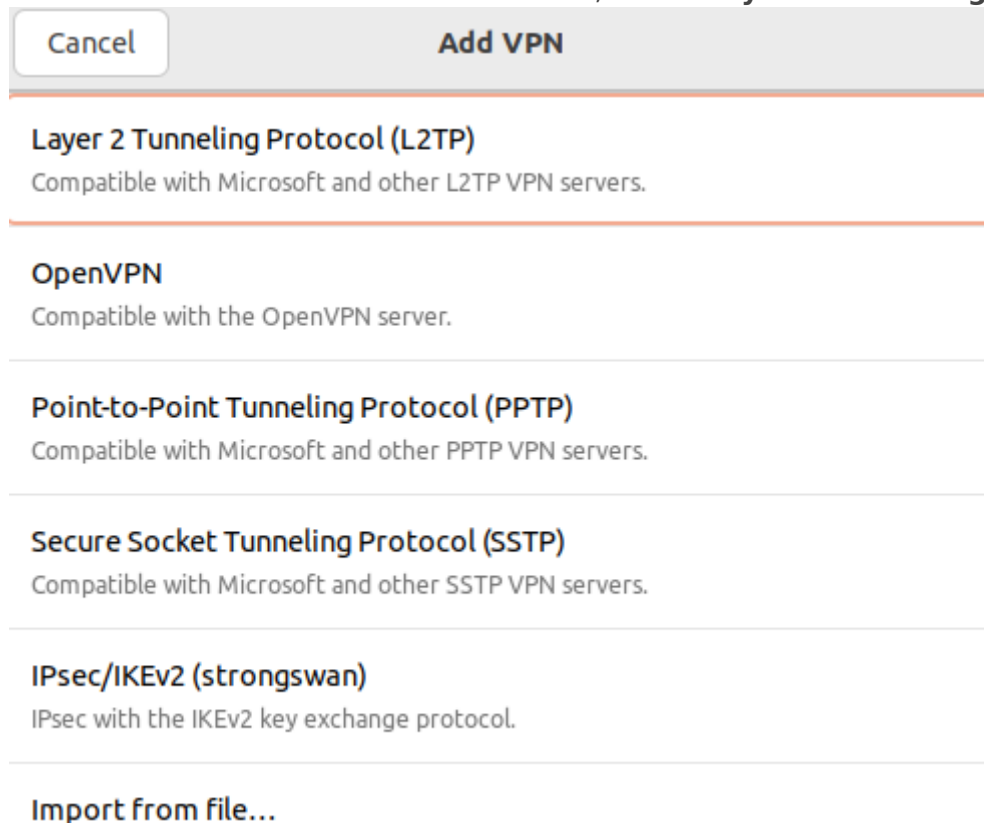 Cancel
Add VPN
Layer 2 Tunneling Protocol (L2TP)
Compatible with Microsoft and other L2TP VPN servers.
OpenVPN
Compatible with the OpenVPN server.
Point-to-Point Tunneling Protocol (PPTP)
Compatible with Microsoft and other PPTP VPN servers.
Secure Socket Tunneling Protocol (SSTP)
Compatible with Microsoft and other SSTP VPN servers.
IPsec/IKEv2 (strongswan)
IPsec with the IKEv2 key exchange protocol.
Import from file...